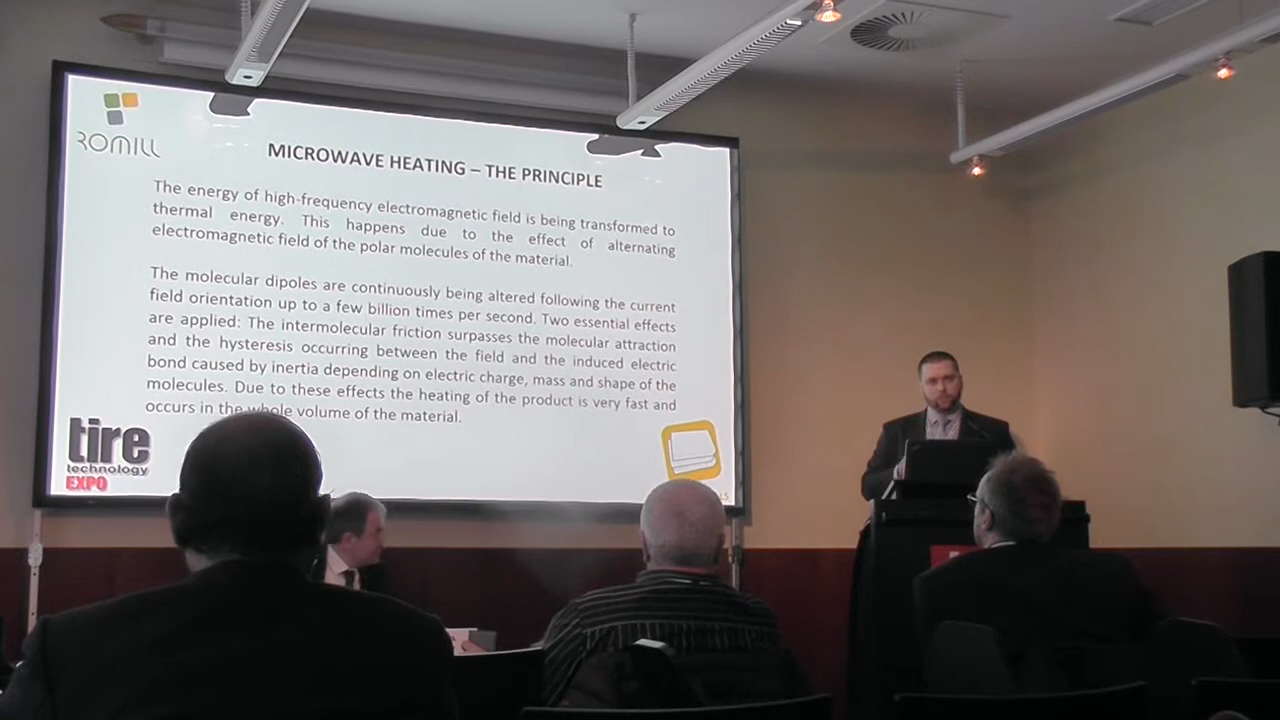 ROMILL
MICROWAVE HEATING – THE PRINCIPLE
The energy of high-frequency electromagnetic field is being transformed to
thermal energy. This happens due to the effect of alternating
electromagnetic field of the polar molecules of the material.
The molecular dipoles are continuously being altered following the current
field orientation up to a few billion times per second. Two essential effects
are applied: The intermolecular friction surpasses the molecular attraction
and the hysteresis occurring between the field and the induced electric
bond caused by inertia depending on electric charge, mass and shape of the
molecules. Due to these effects the heating of the product is very fast and
occurs in the whole volume of the material.
tire
technology
EXPO